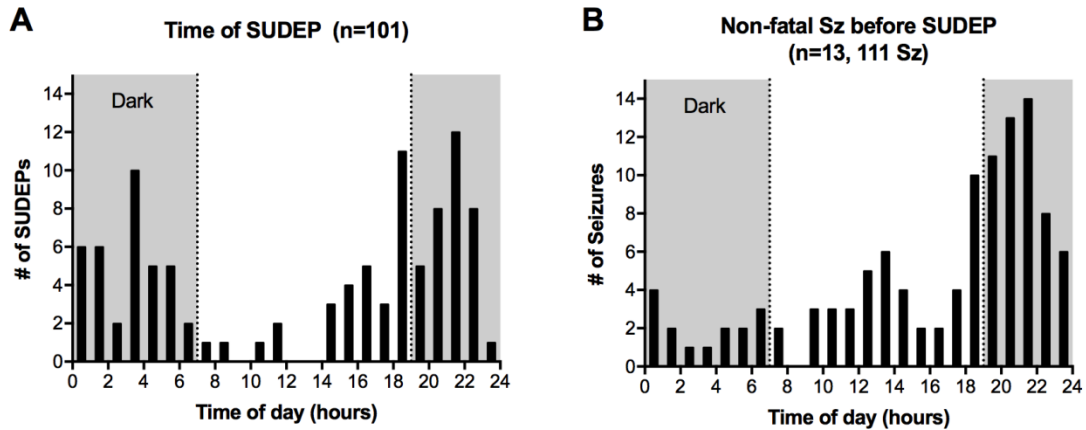 A
Time of SUDEP (n=101)
Dark
# of SUDEPs
14
12
10
8
6
4
2
0
0 2 4 6 8 10 12 14 16 18 20 22 24
Time of day (hours)
B
Non-fatal Sz before SUDEP
(n=13, 111 Sz)
Dark
# of Seizures
14
12
10
8
6
4
2
0
0 2 4 6 8 10 12 14 16 18 20 22 24
Time of day (hours)